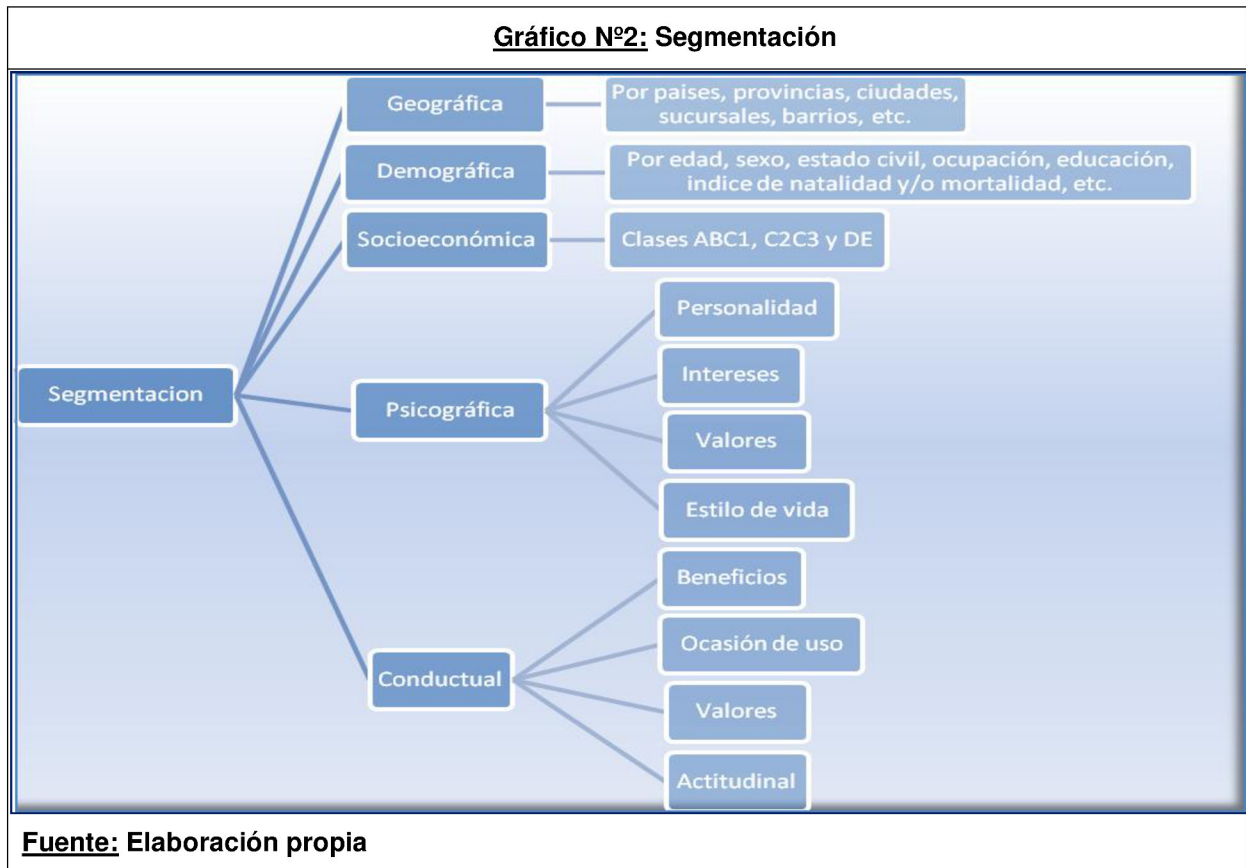 Gráfico Nº2: Segmentación
Geográfica
Por paises, provincias, ciudades,
sucursales, barrios, etc.
Demográfica
Por edad, sexo, estado civil, ocupación, educación,
indice de natalidad y/o mortalidad, etc.
Socioeconómica
Clases ABC1, C2C3 y DE
Segmentacion
Psicográfica
Personalidad
Intereses
Valores
Estilo de vida
Conductual
Beneficios
Ocasión de uso
Valores
Actitudinal
Fuente: Elaboración propia